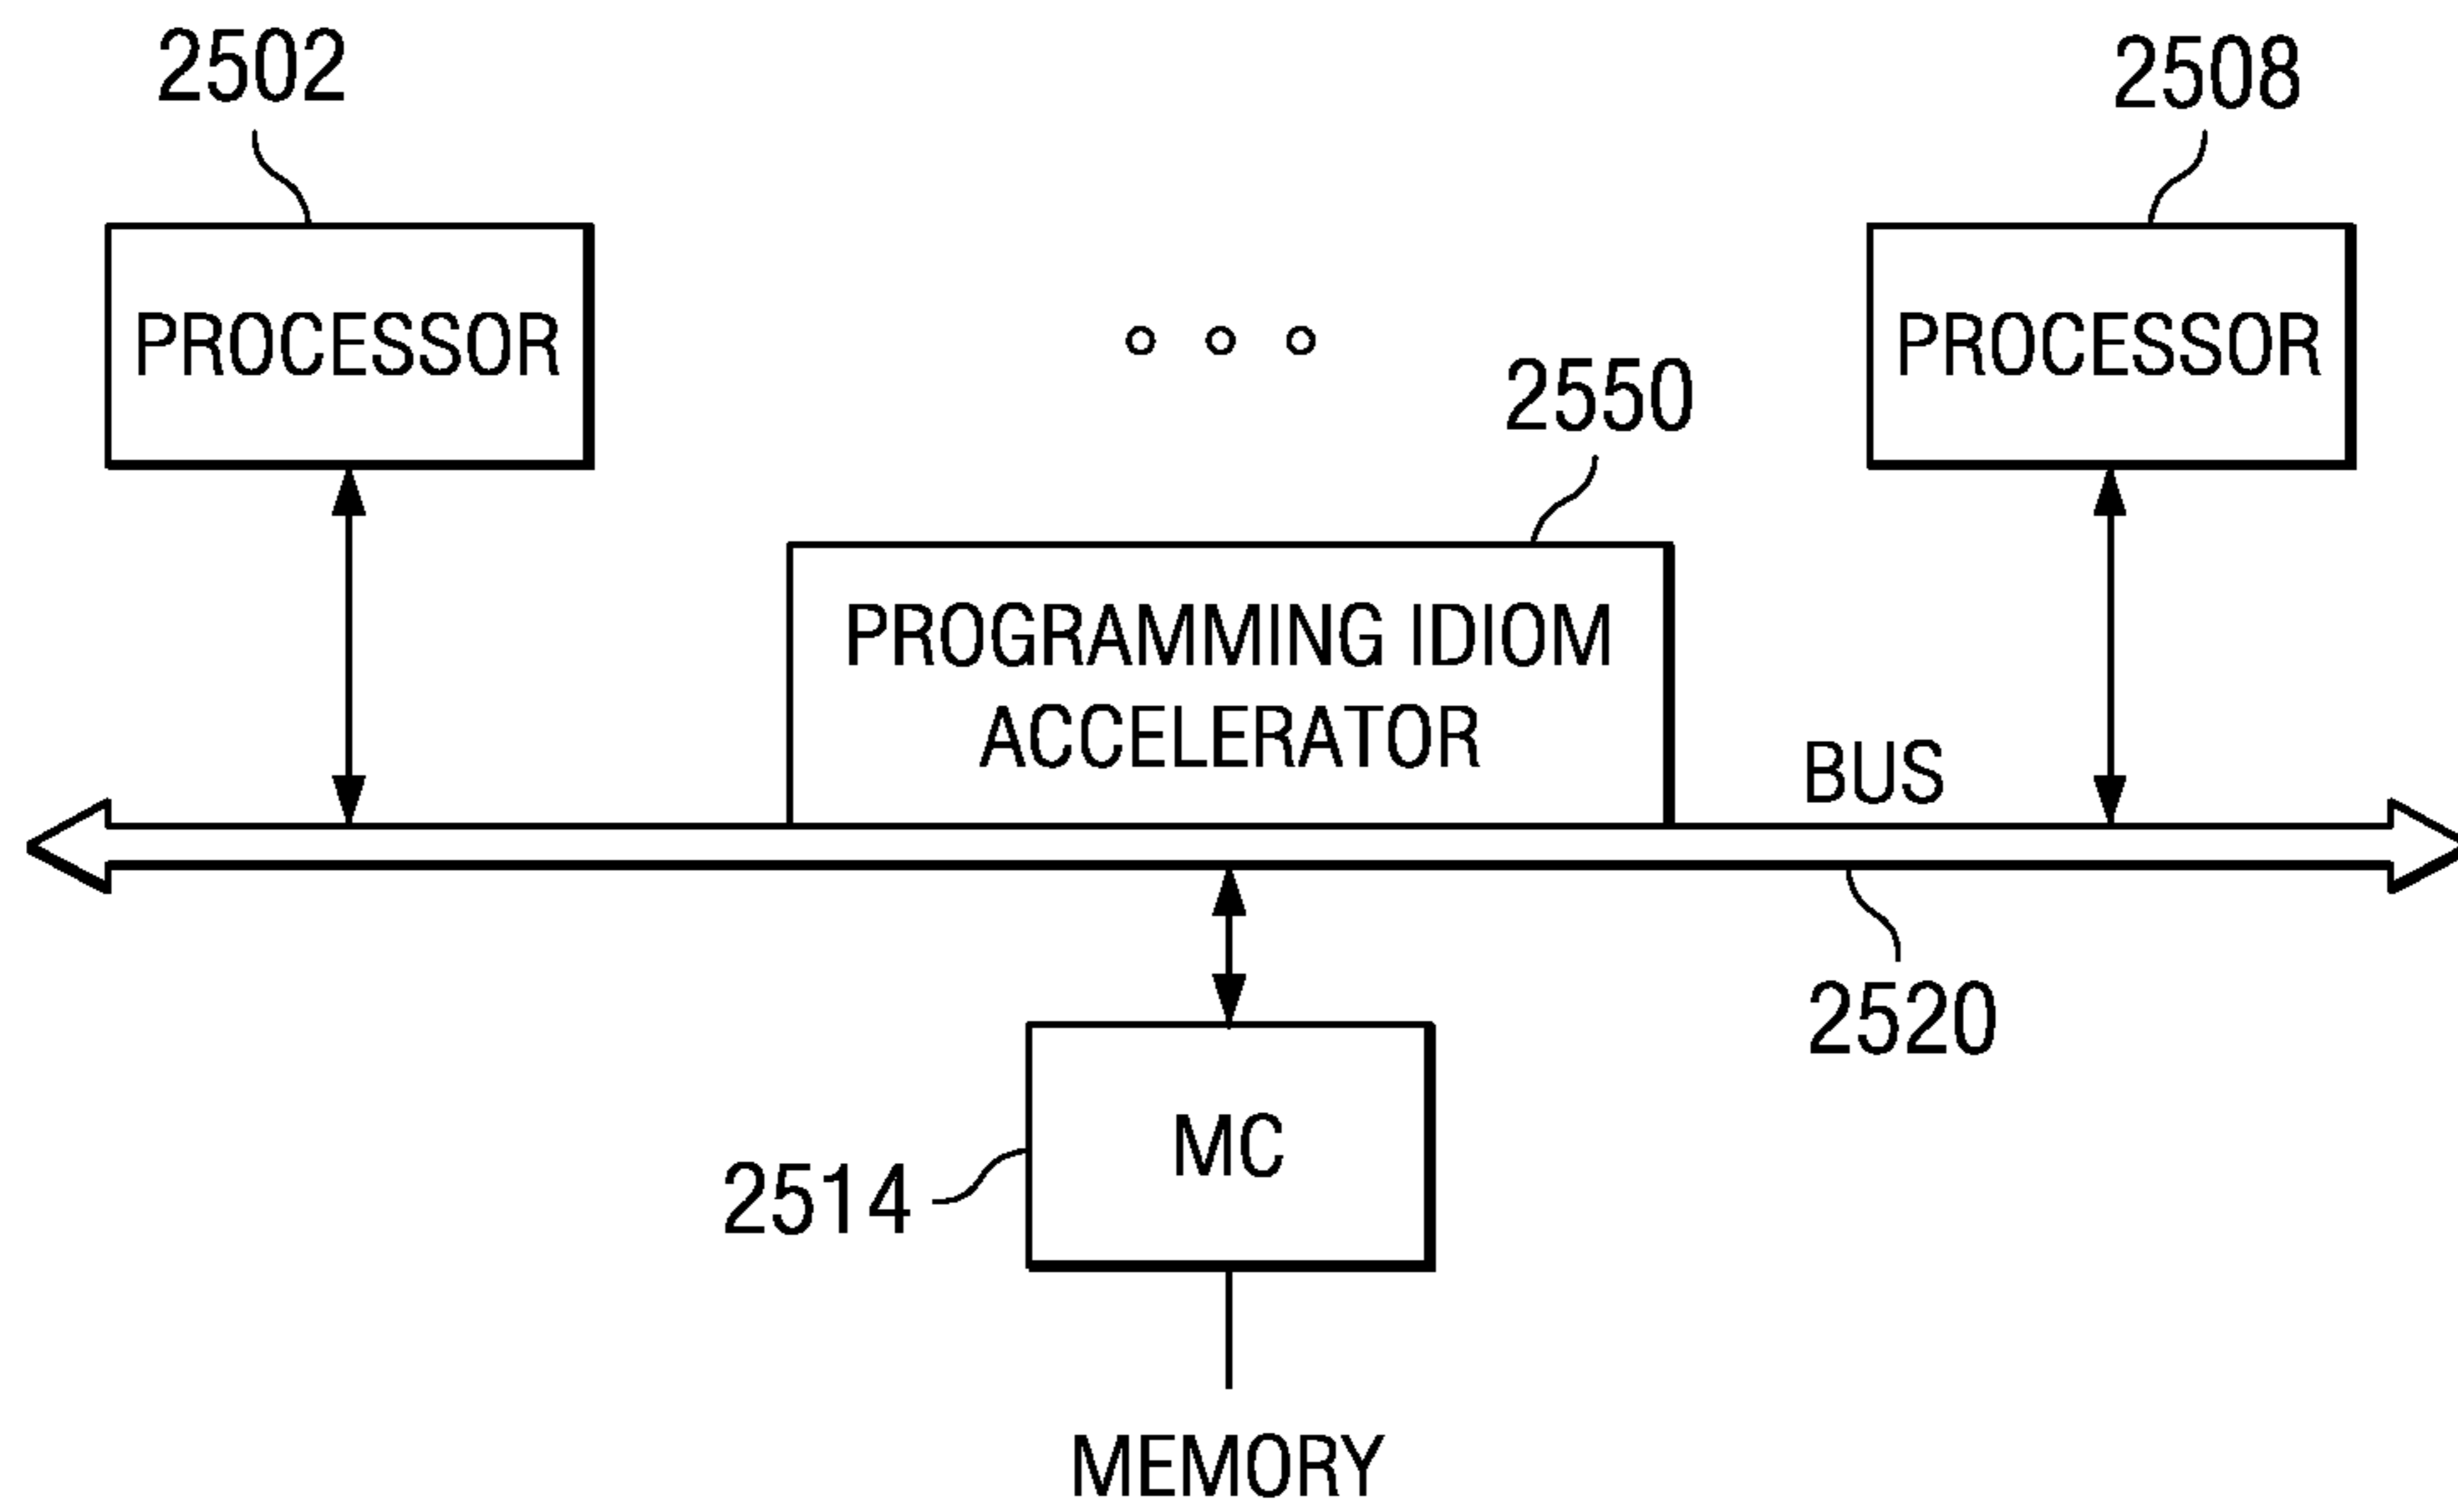 2502
2508
PROCESSOR
PROCESSOR
2550
PROGRAMMING IDIOM
ACCELERATOR
BUS
2520
MC
2514
MEMORY